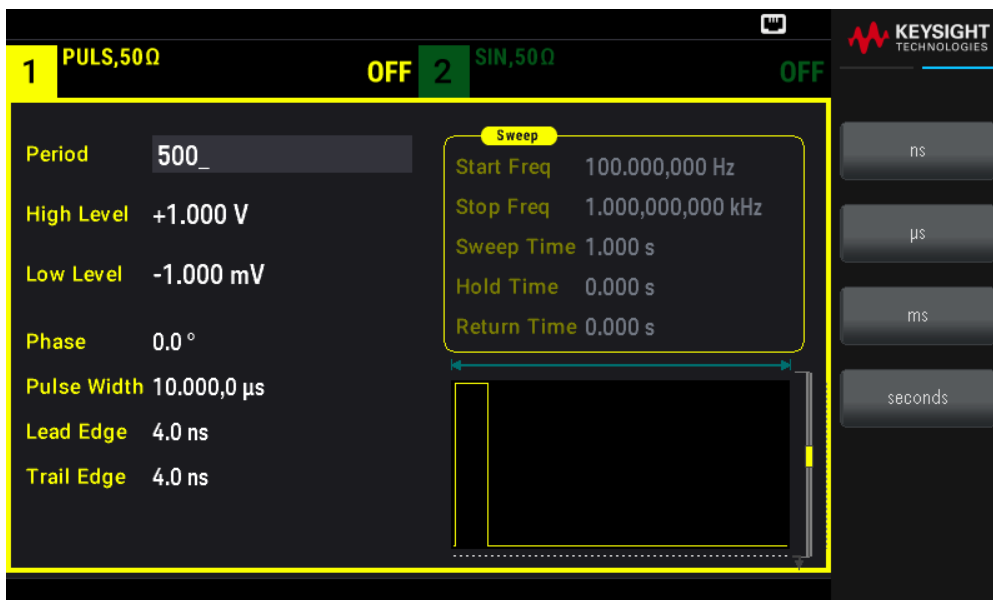 KEYSIGHT
TECHNOLOGIES
1 PULS,50Ω OFF 2 SIN,50Ω OFF
Period 500_
High Level +1.000 V
Low Level -1.000 mV
Phase 0.0 °
Pulse Width 10.000,0 µs
Lead Edge 4.0 ns
Trail Edge 4.0 ns
Sweep
Start Freq 100.000,000 Hz
Stop Freq 1.000,000,000 kHz
Sweep Time 1.000 s
Hold Time 0.000 s
Return Time 0.000 s
ns
µs
ms
seconds